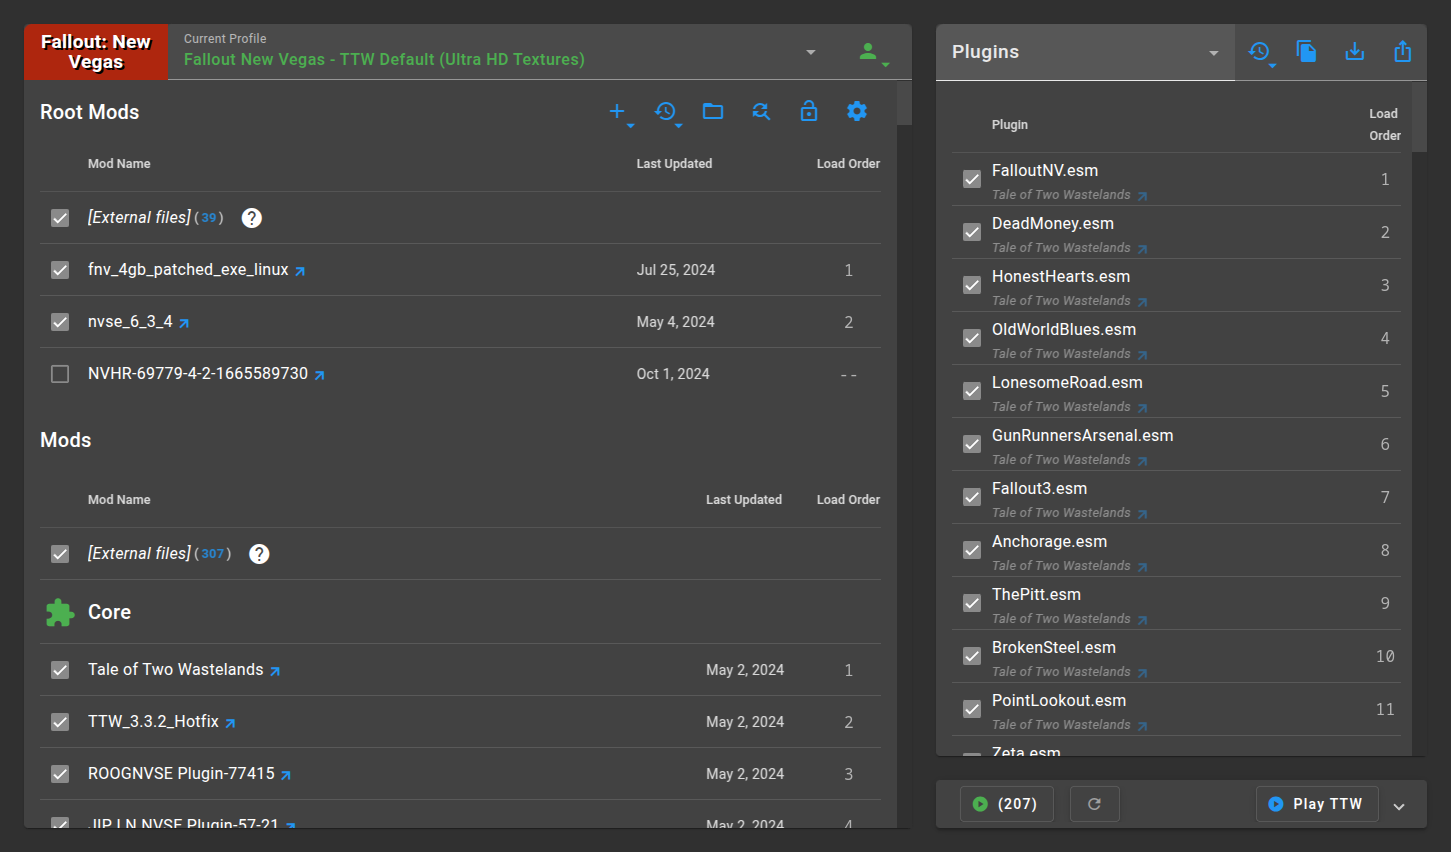 Fallout: New
Vegas
Current Profile
Fallout New Vegas - TTW Default (Ultra HD Textures)
Root Mods
Mod Name Last Updated Load Order
[External files] (39) ?
fnv_4gb_patched_exe_linux Jul 25, 2024 1
nvse_6_3_4 May 4, 2024 2
NVHR-69779-4-2-1665589730 Oct 1, 2024 --
Mods
Mod Name Last Updated Load Order
[External files] (307) ?
Core
Tale of Two Wastelands May 2, 2024 1
TTW_3.3.2_Hotfix May 2, 2024 2
ROOGNVSE Plugin-77415 May 2, 2024 3
JIP LN NVSE Plugin-57-21 May 2, 2024 4
Plugins
Plugin Load
Order
FalloutNV.esm 1
Tale of Two Wastelands
DeadMoney.esm 2
Tale of Two Wastelands
HonestHearts.esm 3
Tale of Two Wastelands
OldWorldBlues.esm 4
Tale of Two Wastelands
LonesomeRoad.esm 5
Tale of Two Wastelands
GunRunnersArsenal.esm 6
Tale of Two Wastelands
Fallout3.esm 7
Tale of Two Wastelands
Anchorage.esm 8
Tale of Two Wastelands
ThePitt.esm 9
Tale of Two Wastelands
BrokenSteel.esm 10
Tale of Two Wastelands
PointLookout.esm 11
Tale of Two Wastelands
Zeta.esm
(207)
Play TTW